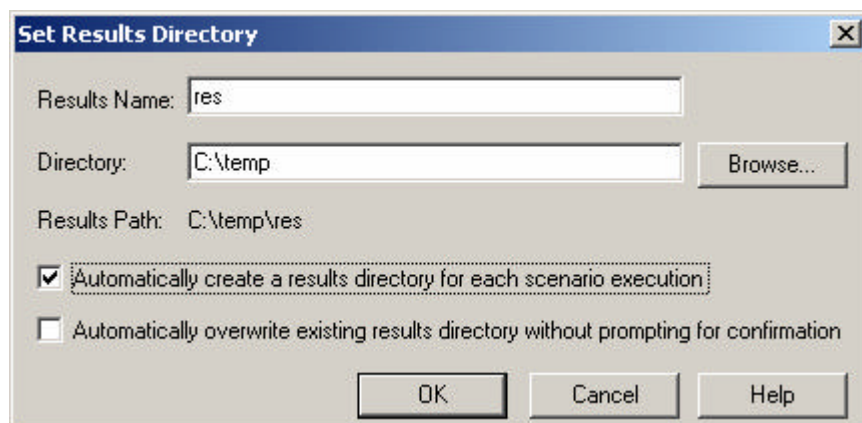 Set Results Directory
Results Name: res
Directory: C:\temp Browse...
Results Path: C:\temp\res
Automatically create a results directory for each scenario execution
Automatically overwrite existing results directory without prompting for confirmation
OK Cancel Help